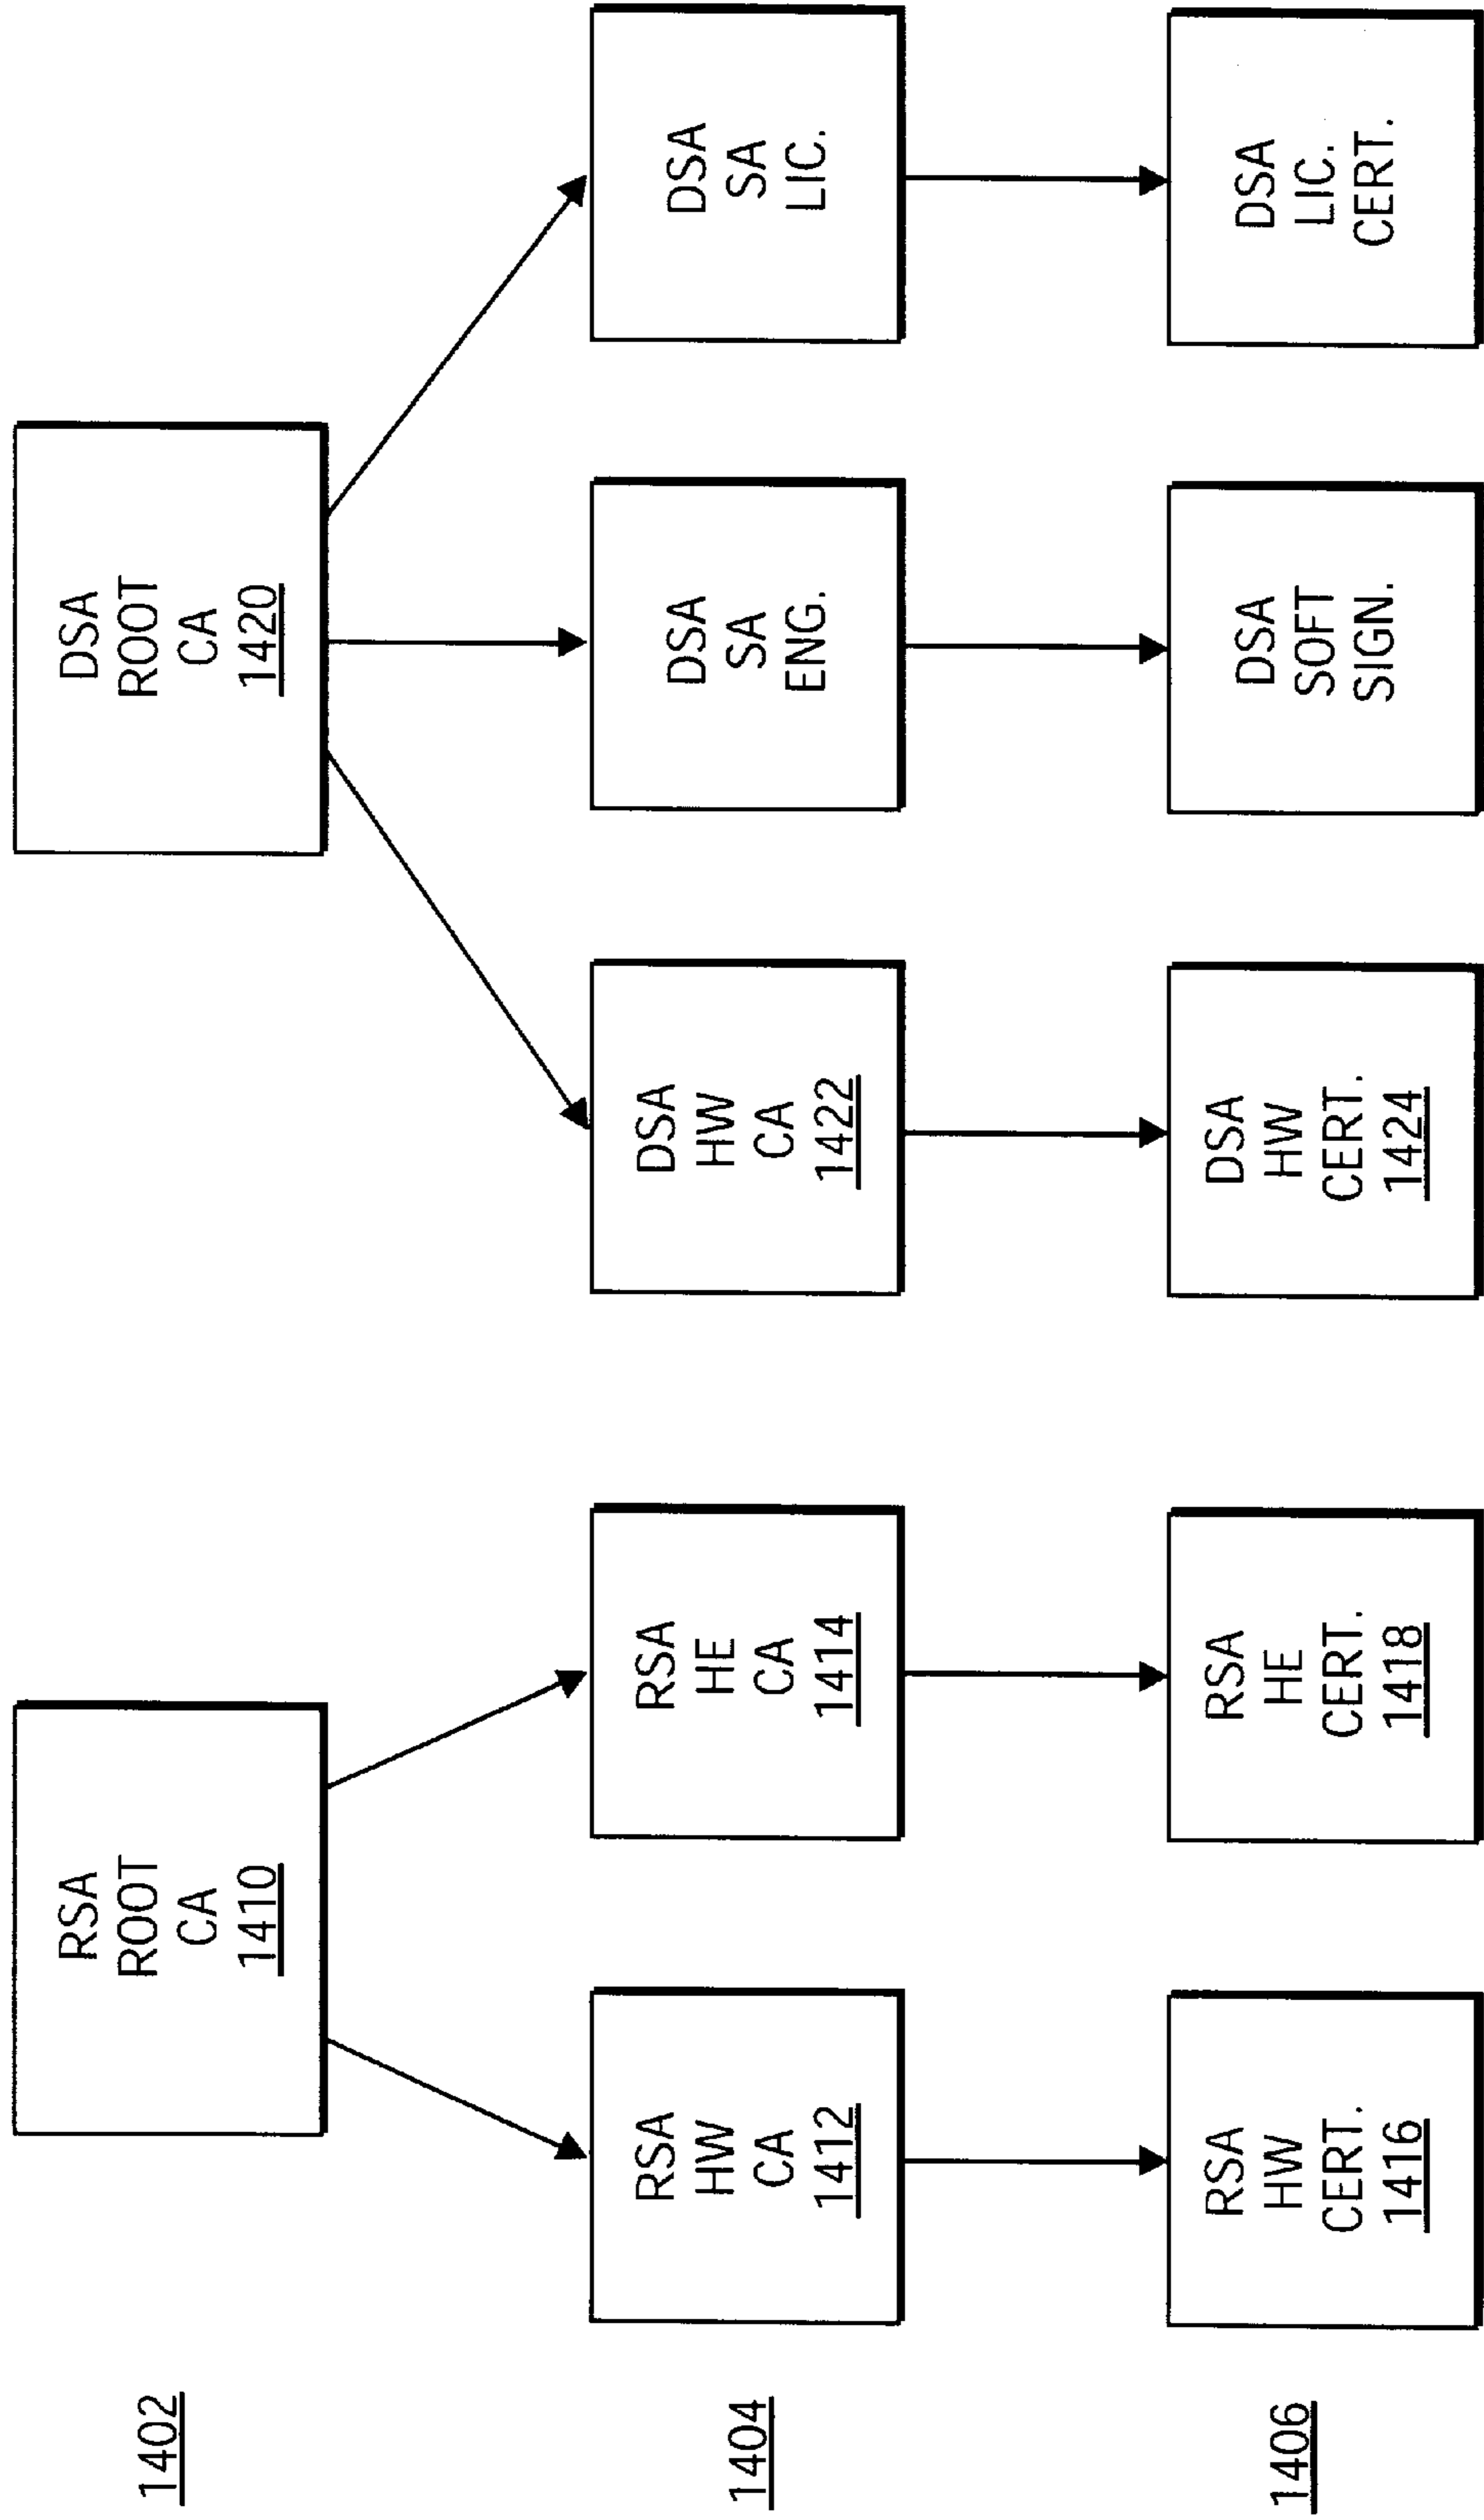 1402
RSA
ROOT
CA
1410
DSA
ROOT
CA
1420
1404
RSA
HW
CA
1412
RSA
HE
CA
1414
DSA
HW
CA
1422
DSA
SA
ENG.
DSA
SA
LIC.
1406
RSA
HW
CERT.
1416
RSA
HE
CERT.
1418
DSA
HW
CERT.
1424
DSA
SOFT
SIGN.
DSA
LIC.
CERT.